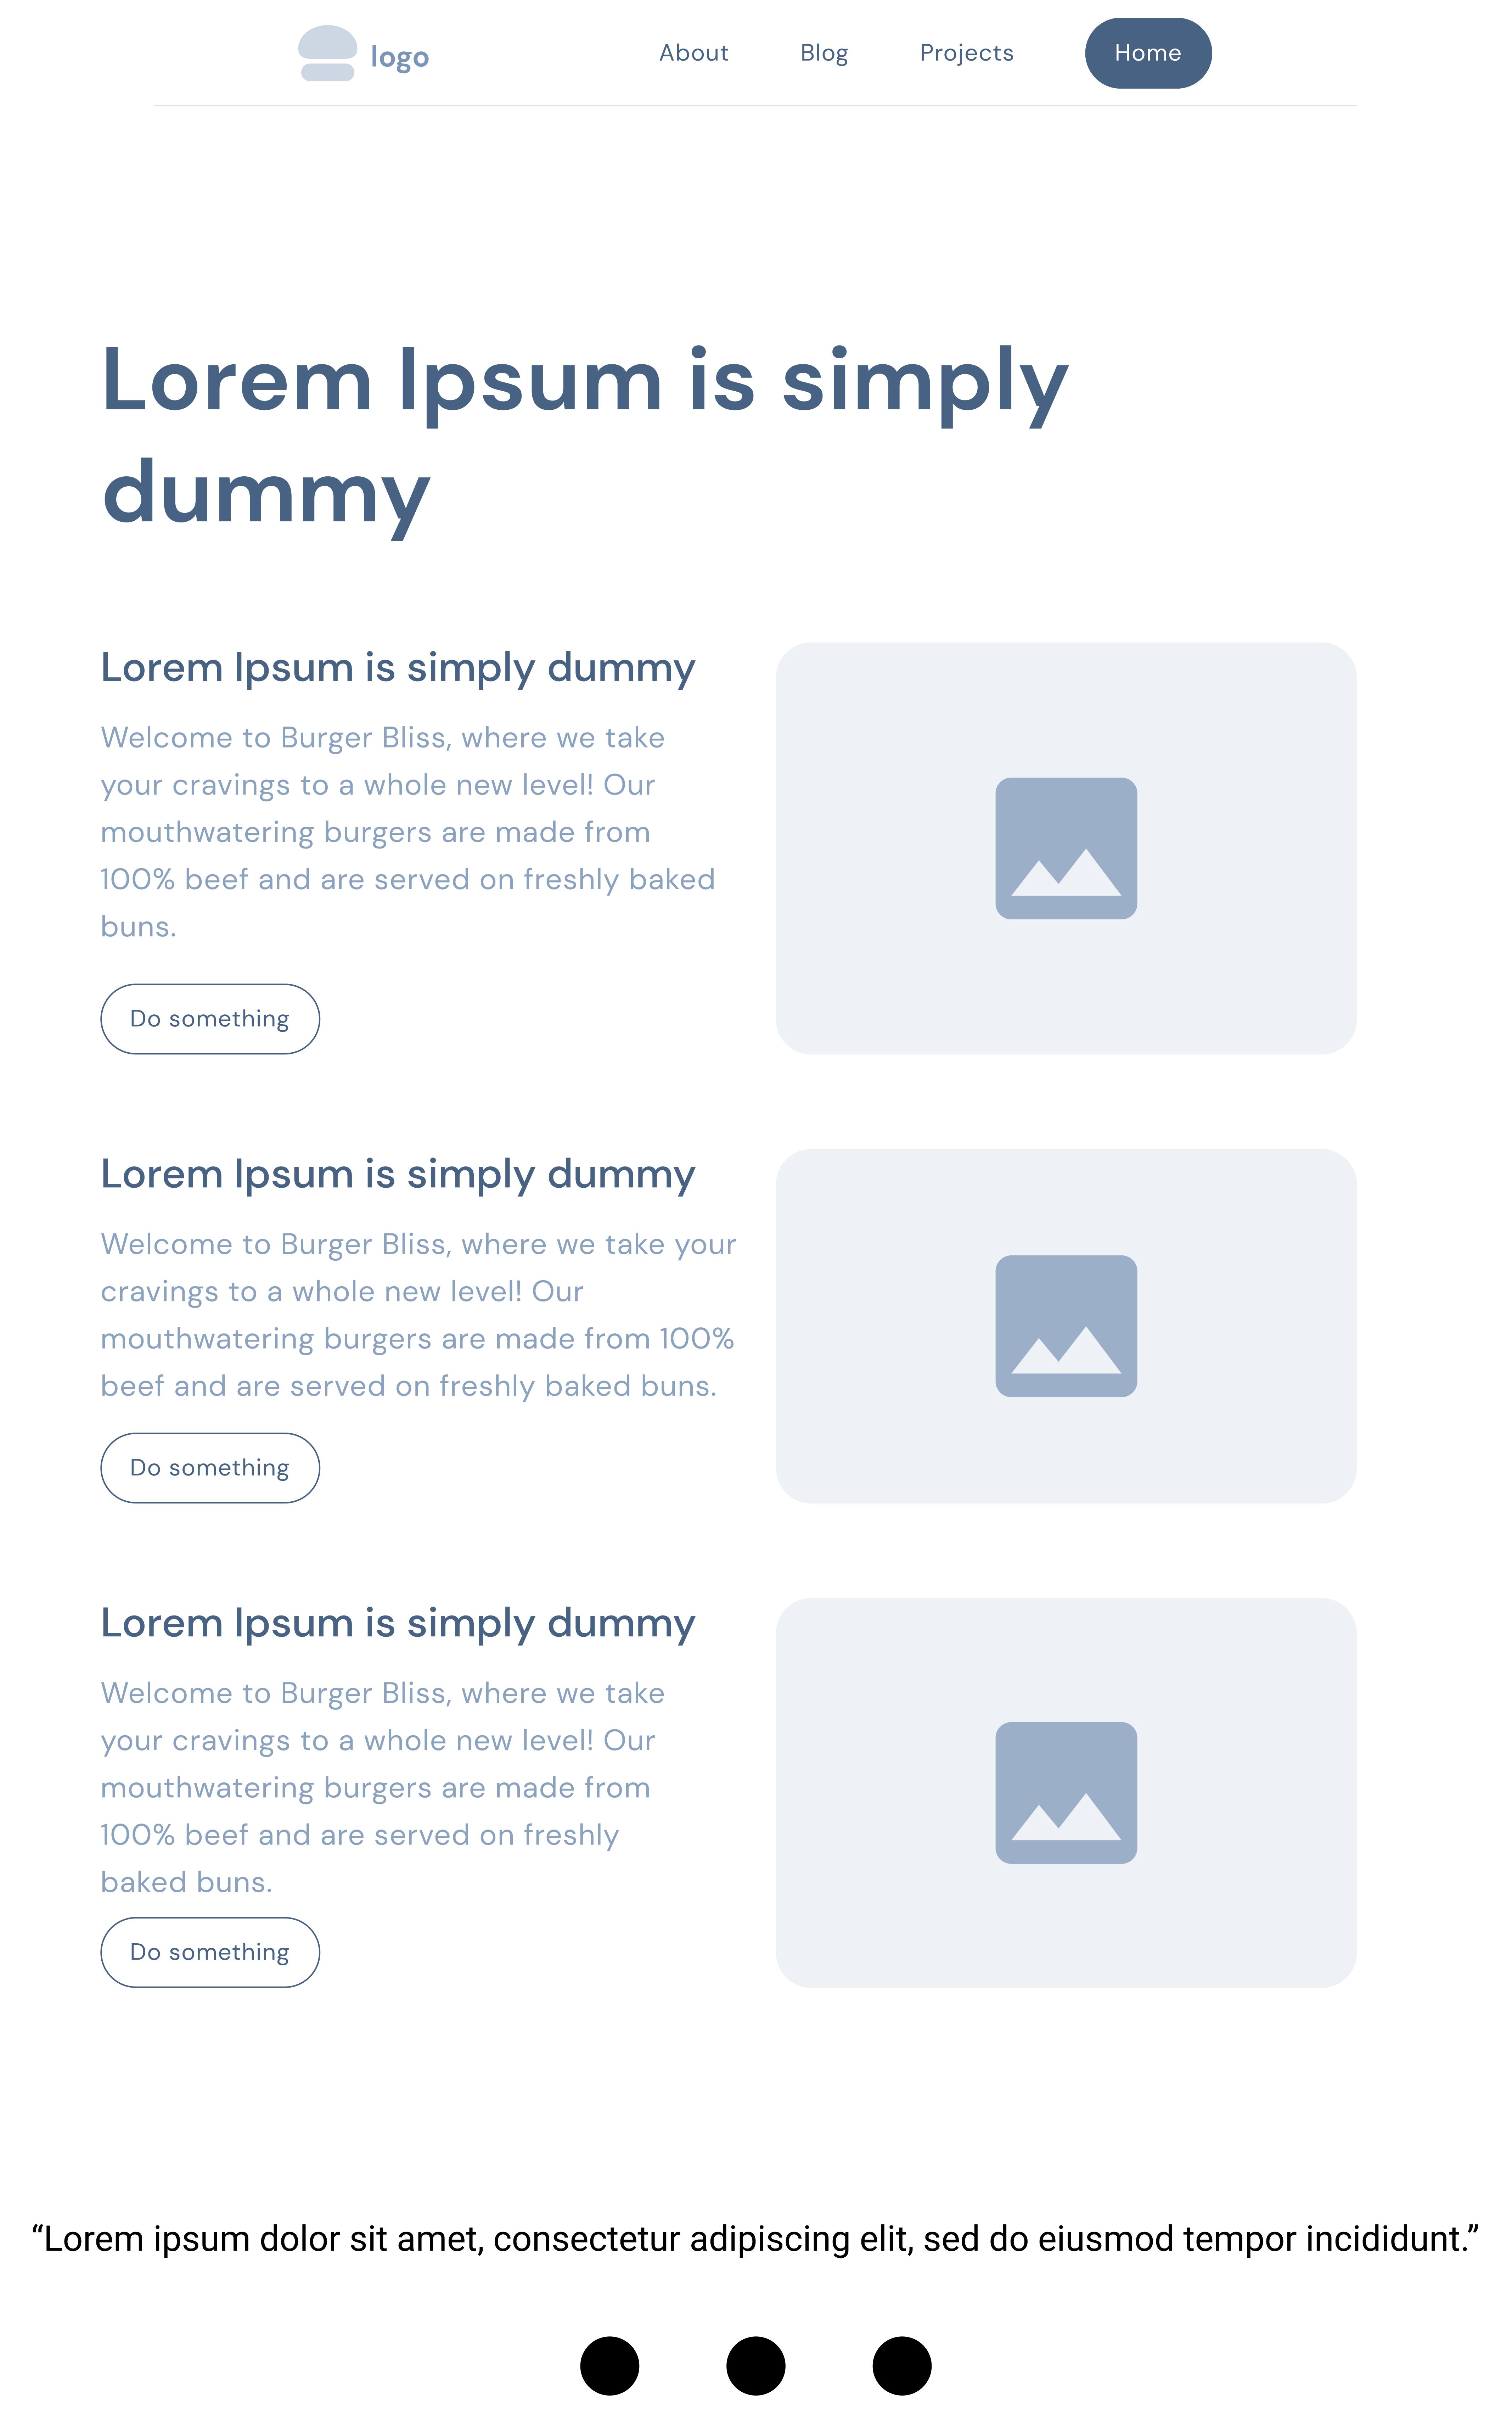 logo
About Blog Projects Home
Lorem Ipsum is simply
dummy
Lorem Ipsum is simply dummy
Welcome to Burger Bliss, where we take
your cravings to a whole new level! Our
mouthwatering burgers are made from
100% beef and are served on freshly baked
buns.
Do something
Lorem Ipsum is simply dummy
Welcome to Burger Bliss, where we take your
cravings to a whole new level! Our
mouthwatering burgers are made from 100%
beef and are served on freshly baked buns.
Do something
Lorem Ipsum is simply dummy
Welcome to Burger Bliss, where we take
your cravings to a whole new level! Our
mouthwatering burgers are made from
100% beef and are served on freshly
baked buns.
Do something
“Lorem ipsum dolor sit amet, consectetur adipiscing elit, sed do eiusmod tempor incididunt.”